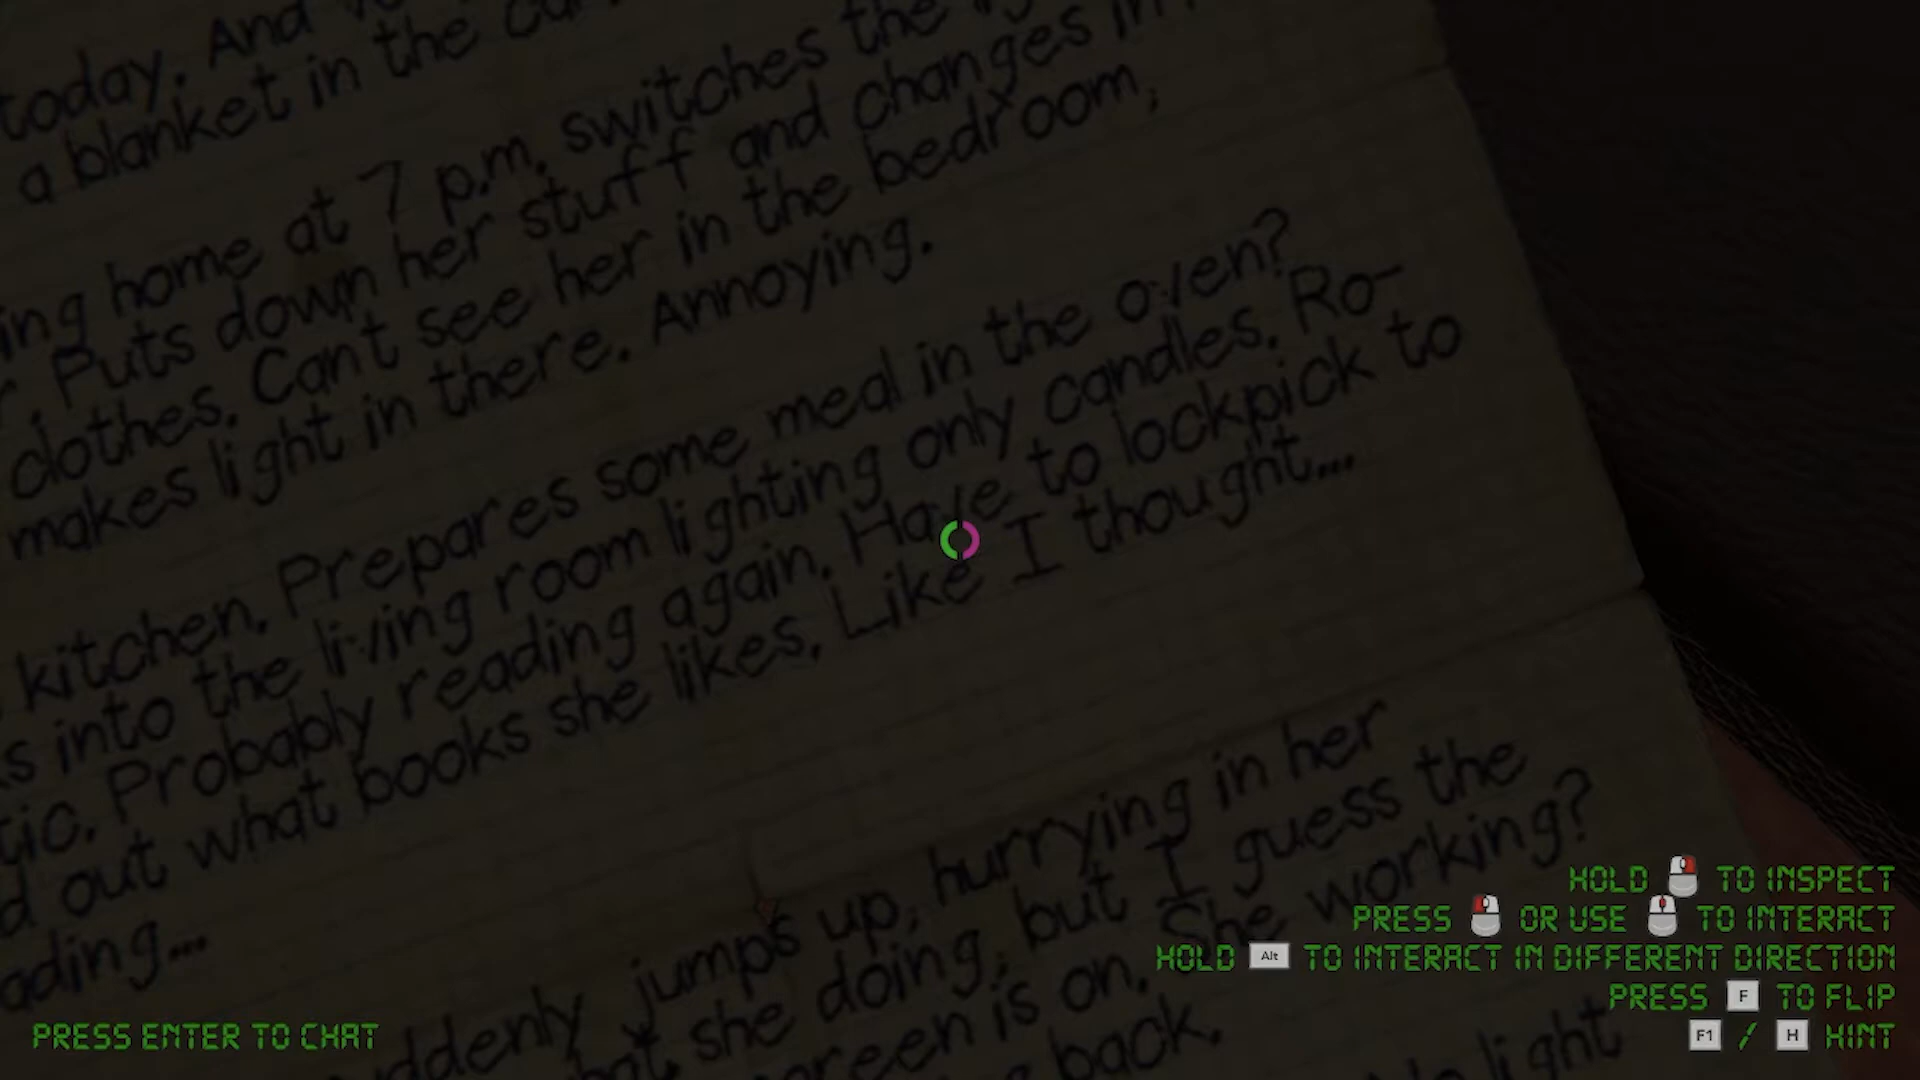 today. And
a blanket in the
ing home at 7 p.m. switches the
. Puts down her stuff and changes in
clothes. Cant see her in the bedroom,
makes light in there. Annoying.
kitchen. Prepares some meal in the oven?
s into the living room lighting only candles. Ro-
tic. Probably reading again. Have to lockpick to
d out what books she likes. Like I thought...
ading...
ddenly jumps up, hurrying in her
hat she doing, but I guess the
creen is on. She working?
back.
No light
HOLD TO INSPECT
PRESS OR USE TO INTERACT
HOLD Alt TO INTERACT IN DIFFERENT DIRECTION
PRESS F TO FLIP
F1 / H HINT
PRESS ENTER TO CHAT